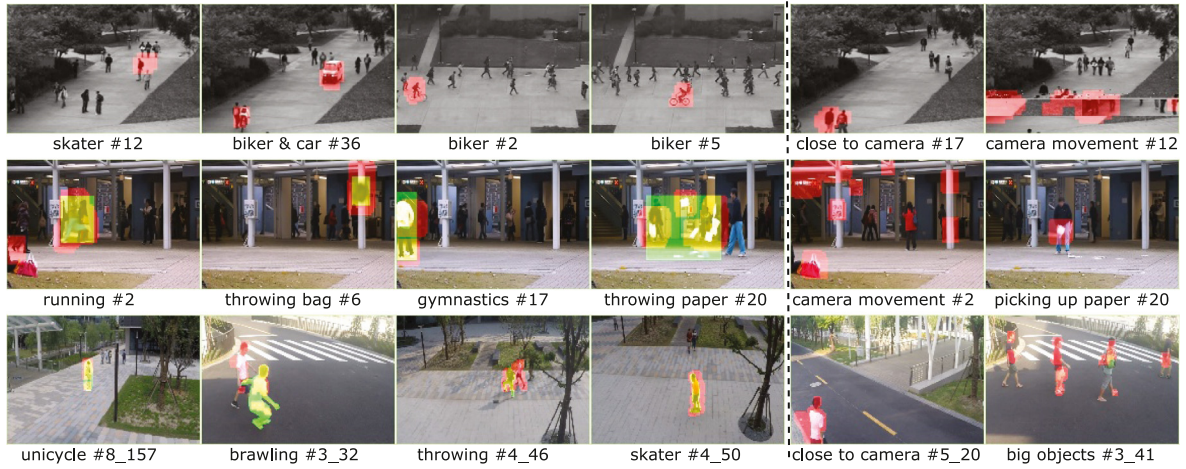 skater #12 biker & car #36 biker #2 biker #5 close to camera #17 camera movement #12
running #2 throwing bag #6 gymnastics #17 throwing paper #20 camera movement #2 picking up paper #20
unicycle #8_157 brawling #3_32 throwing #4_46 skater #4_50 close to camera #5_20 big objects #3_41